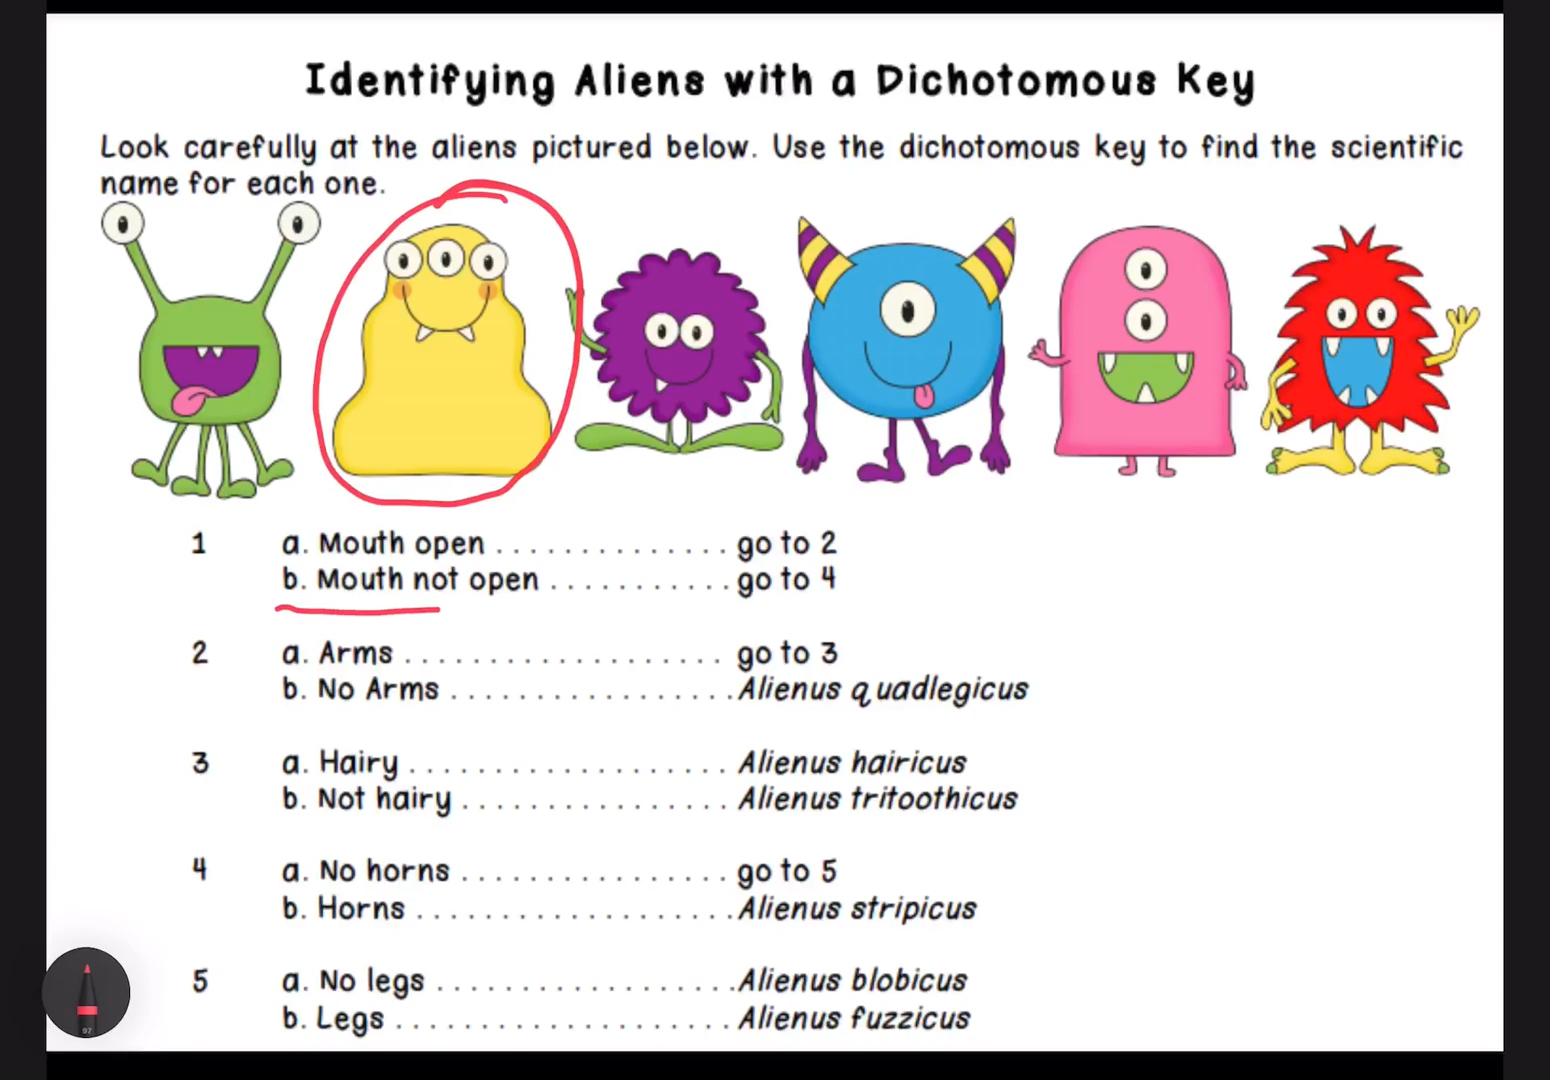 Identifying Aliens with a Dichotomous Key
Look carefully at the aliens pictured below. Use the dichotomous key to find the scientific
name for each one.
1 a. Mouth open . . . . . . . . . . . . . . go to 2
b. Mouth not open . . . . . . . . . . . go to 4
2 a. Arms . . . . . . . . . . . . . . . . . . . go to 3
b. No Arms . . . . . . . . . . . . . . . . . Alienus quadlegicus
3 a. Hairy . . . . . . . . . . . . . . . . . . . Alienus hairicus
b. Not hairy . . . . . . . . . . . . . . . . Alienus tritoothicus
4 a. No horns . . . . . . . . . . . . . . . . go to 5
b. Horns . . . . . . . . . . . . . . . . . . . Alienus stripicus
5 a. No legs . . . . . . . . . . . . . . . . . . Alienus blobicus
b. Legs . . . . . . . . . . . . . . . . . . . . Alienus fuzzicus
97